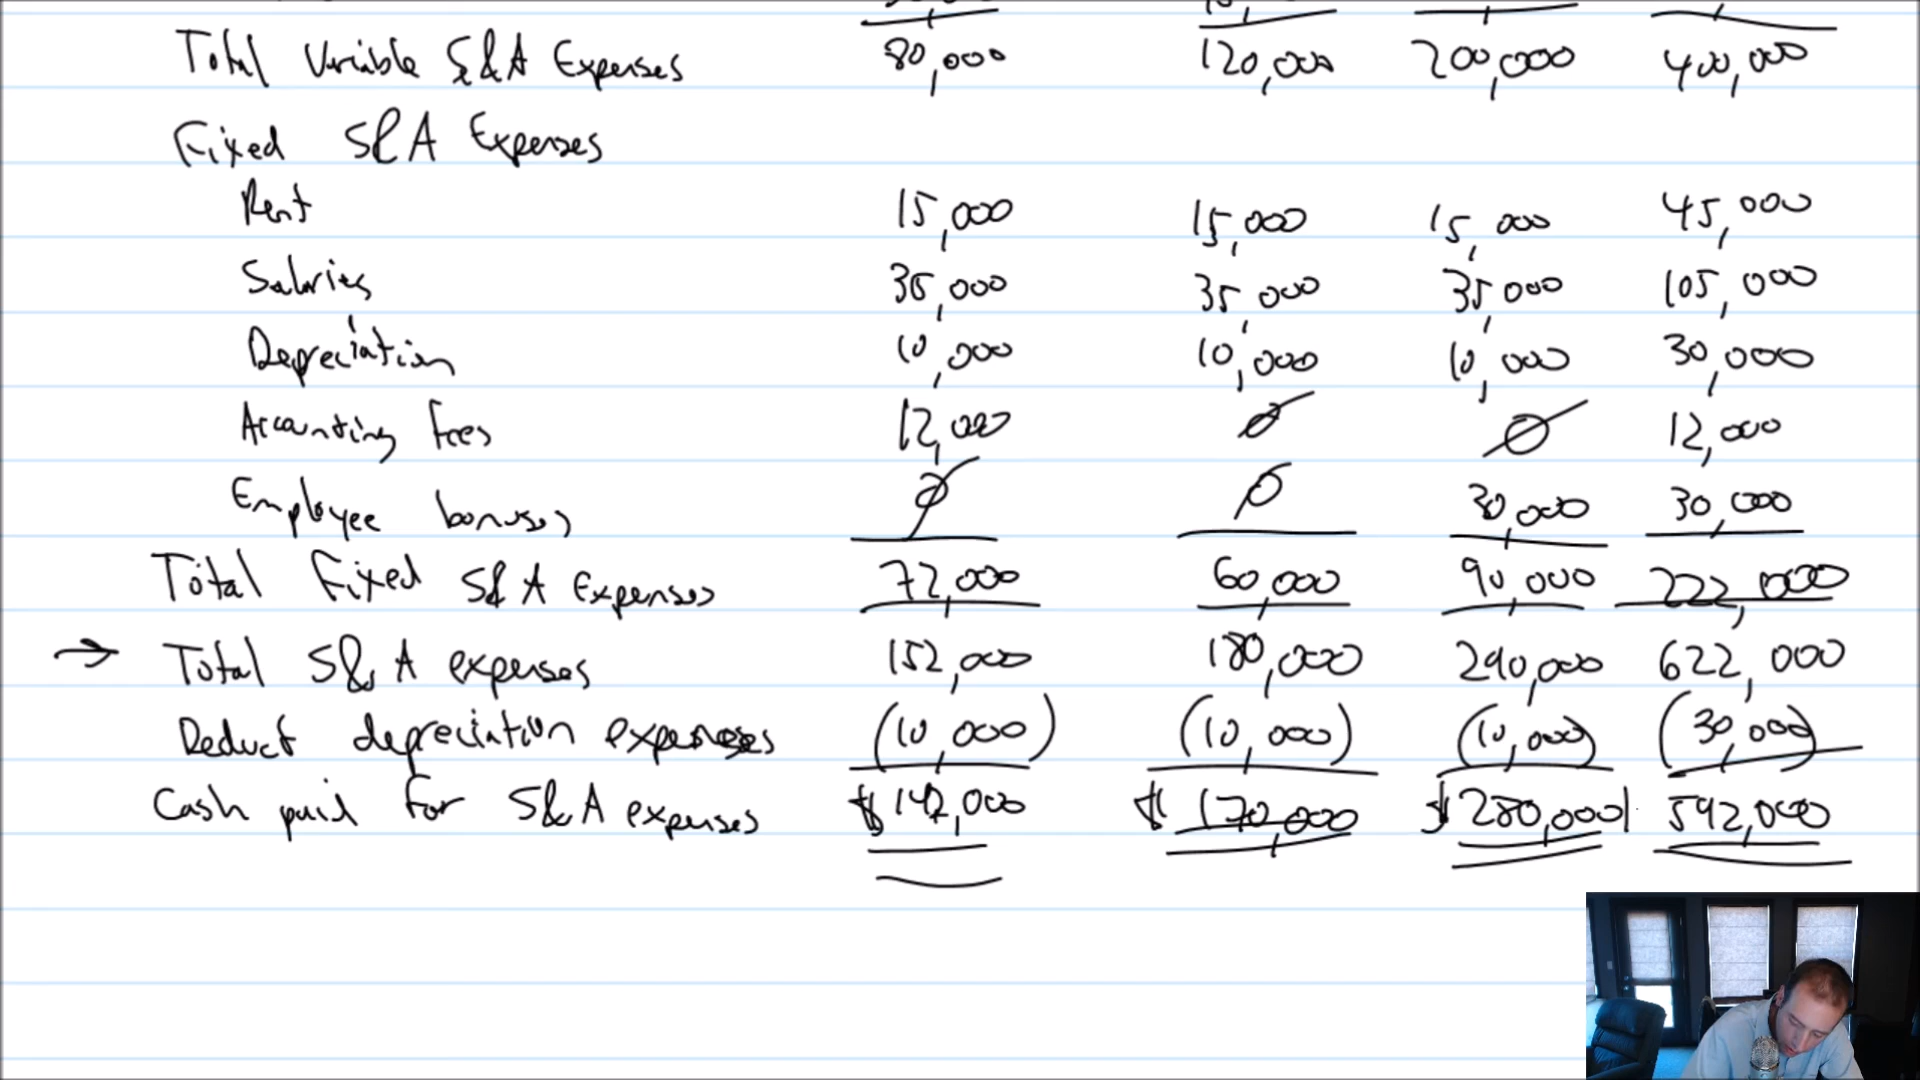 Total Variable S&A Expenses 80,000 120,000 200,000 400,000
Fixed S&A Expenses
Rent 15,000 15,000 15,000 45,000
Salaries 35,000 35,000 35,000 105,000
Depreciation 10,000 10,000 10,000 30,000
Accounting fees 12,000 0 0 12,000
Employee bonuses 0 0 30,000 30,000
Total Fixed S&A Expenses 72,000 60,000 90,000 222,000
→ Total S&A expenses 152,000 180,000 290,000 622,000
Deduct depreciation expenses (10,000) (10,000) (10,000) (30,000)
Cash paid for S&A expenses $142,000 $170,000 $280,000 592,000